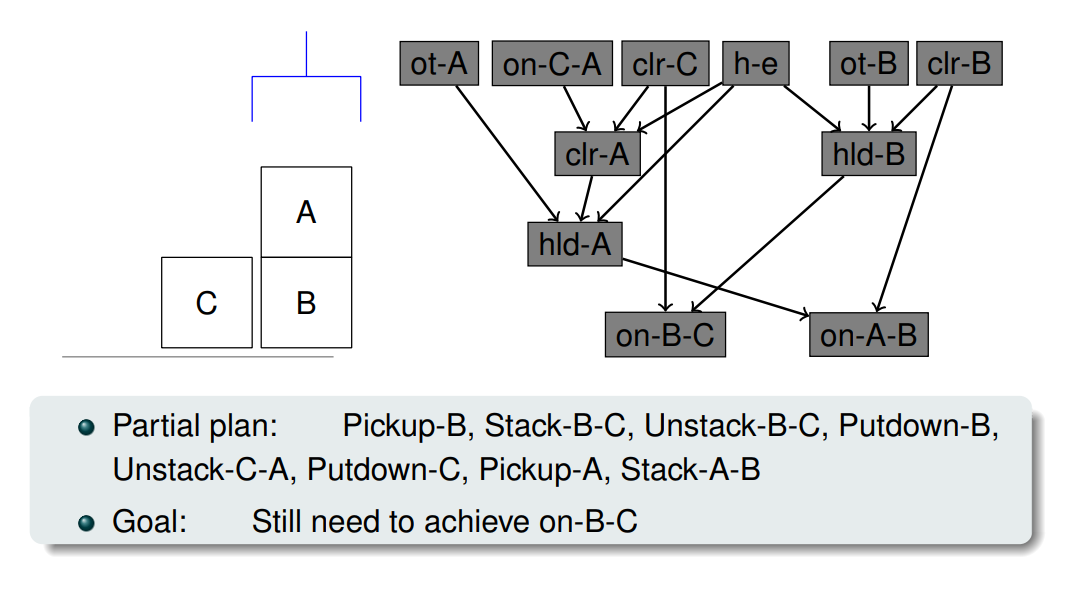 ot-A on-C-A clr-C h-e ot-B clr-B
clr-A hld-B
A
hld-A
C B
on-B-C on-A-B
Partial plan: Pickup-B, Stack-B-C, Unstack-B-C, Putdown-B,
Unstack-C-A, Putdown-C, Pickup-A, Stack-A-B
Goal: Still need to achieve on-B-C